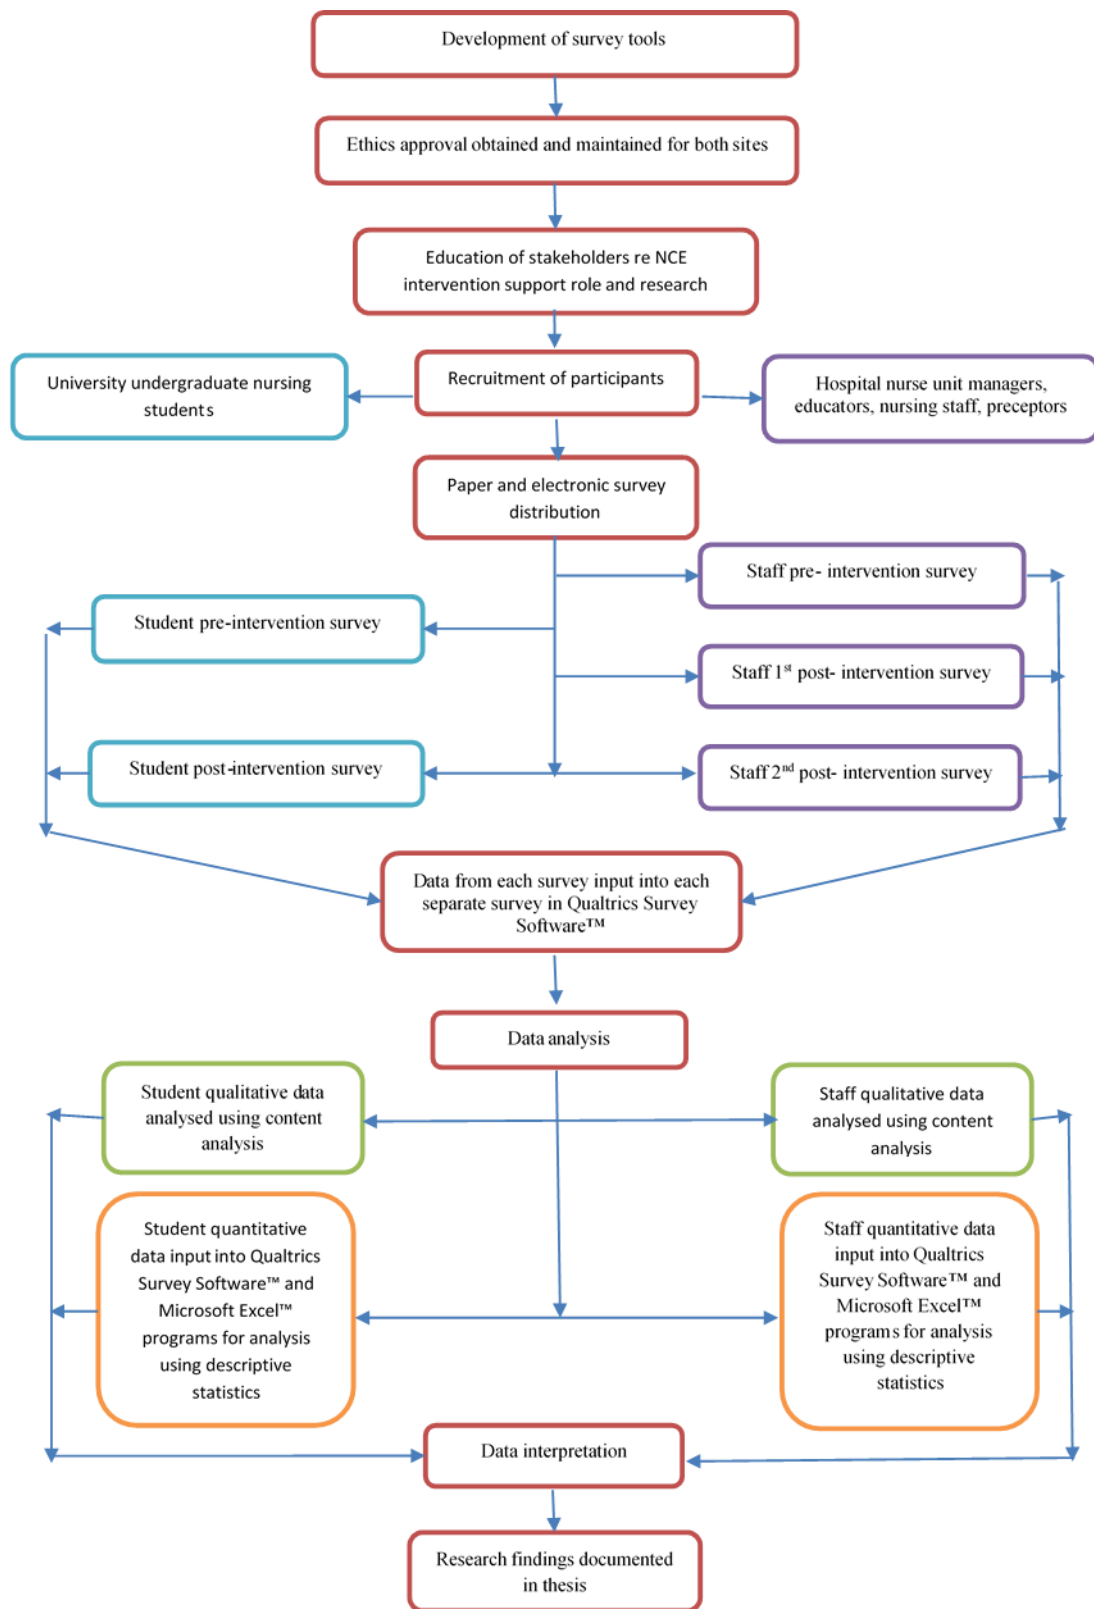 Development of survey tools
Ethics approval obtained and maintained for both sites
Education of stakeholders re NCE
intervention support role and research
University undergraduate nursing
students
Recruitment of participants
Hospital nurse unit managers,
educators, nursing staff, preceptors
Paper and electronic survey
distribution
Staff pre- intervention survey
Student pre-intervention survey
Staff 1st post- intervention survey
Student post-intervention survey
Staff 2nd post- intervention survey
Data from each survey input into each
separate survey in Qualtrics Survey
Software™
Data analysis
Student qualitative data
analysed using content
analysis
Staff qualitative data
analysed using content
analysis
Student quantitative
data input into Qualtrics
Survey Software™ and
Microsoft Excel™
programs for analysis
using descriptive
statistics
Staff quantitative data
input into Qualtrics
Survey Software™ and
Microsoft Excel™
programs for analysis
using descriptive
statistics
Data interpretation
Research findings documented
in thesis